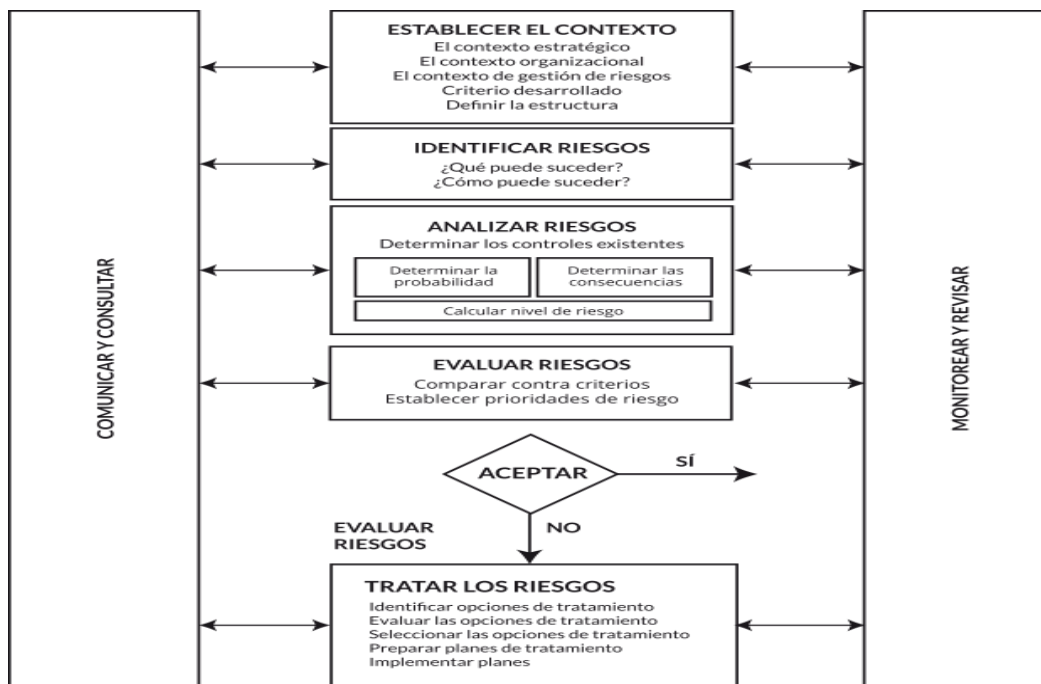 COMUNICAR Y CONSULTAR
ESTABLECER EL CONTEXTO
El contexto estratégico
El contexto organizacional
El contexto de gestión de riesgos
Criterio desarrollado
Definir la estructura
IDENTIFICAR RIESGOS
¿Qué puede suceder?
¿Cómo puede suceder?
ANALIZAR RIESGOS
Determinar los controles existentes
Determinar la
probabilidad
Determinar las
consecuencias
Calcular nivel de riesgo
EVALUAR RIESGOS
Comparar contra criterios
Establecer prioridades de riesgo
ACEPTAR
SÍ
NO
EVALUAR
RIESGOS
TRATAR LOS RIESGOS
Identificar opciones de tratamiento
Evaluar las opciones de tratamiento
Seleccionar las opciones de tratamiento
Preparar planes de tratamiento
Implementar planes
MONITOREAR Y REVISAR